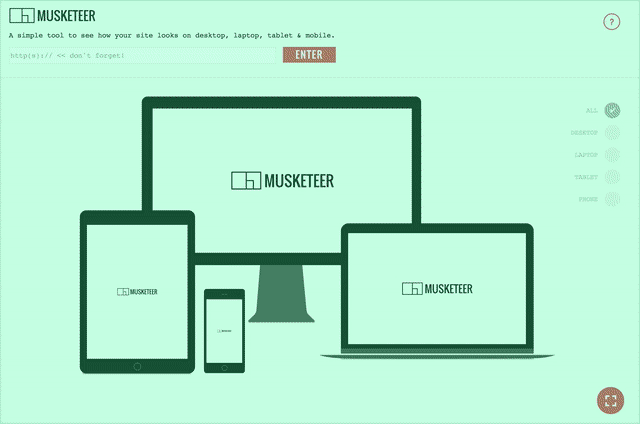 MUSKETEER
?
A simple tool to see how your site looks on desktop, laptop, tablet & mobile.
http(s):// << don't forget!
ENTER
ALL
DESKTOP
LAPTOP
TABLET
PHONE
MUSKETEER
MUSKETEER
MUSKETEER
MUSKETEER